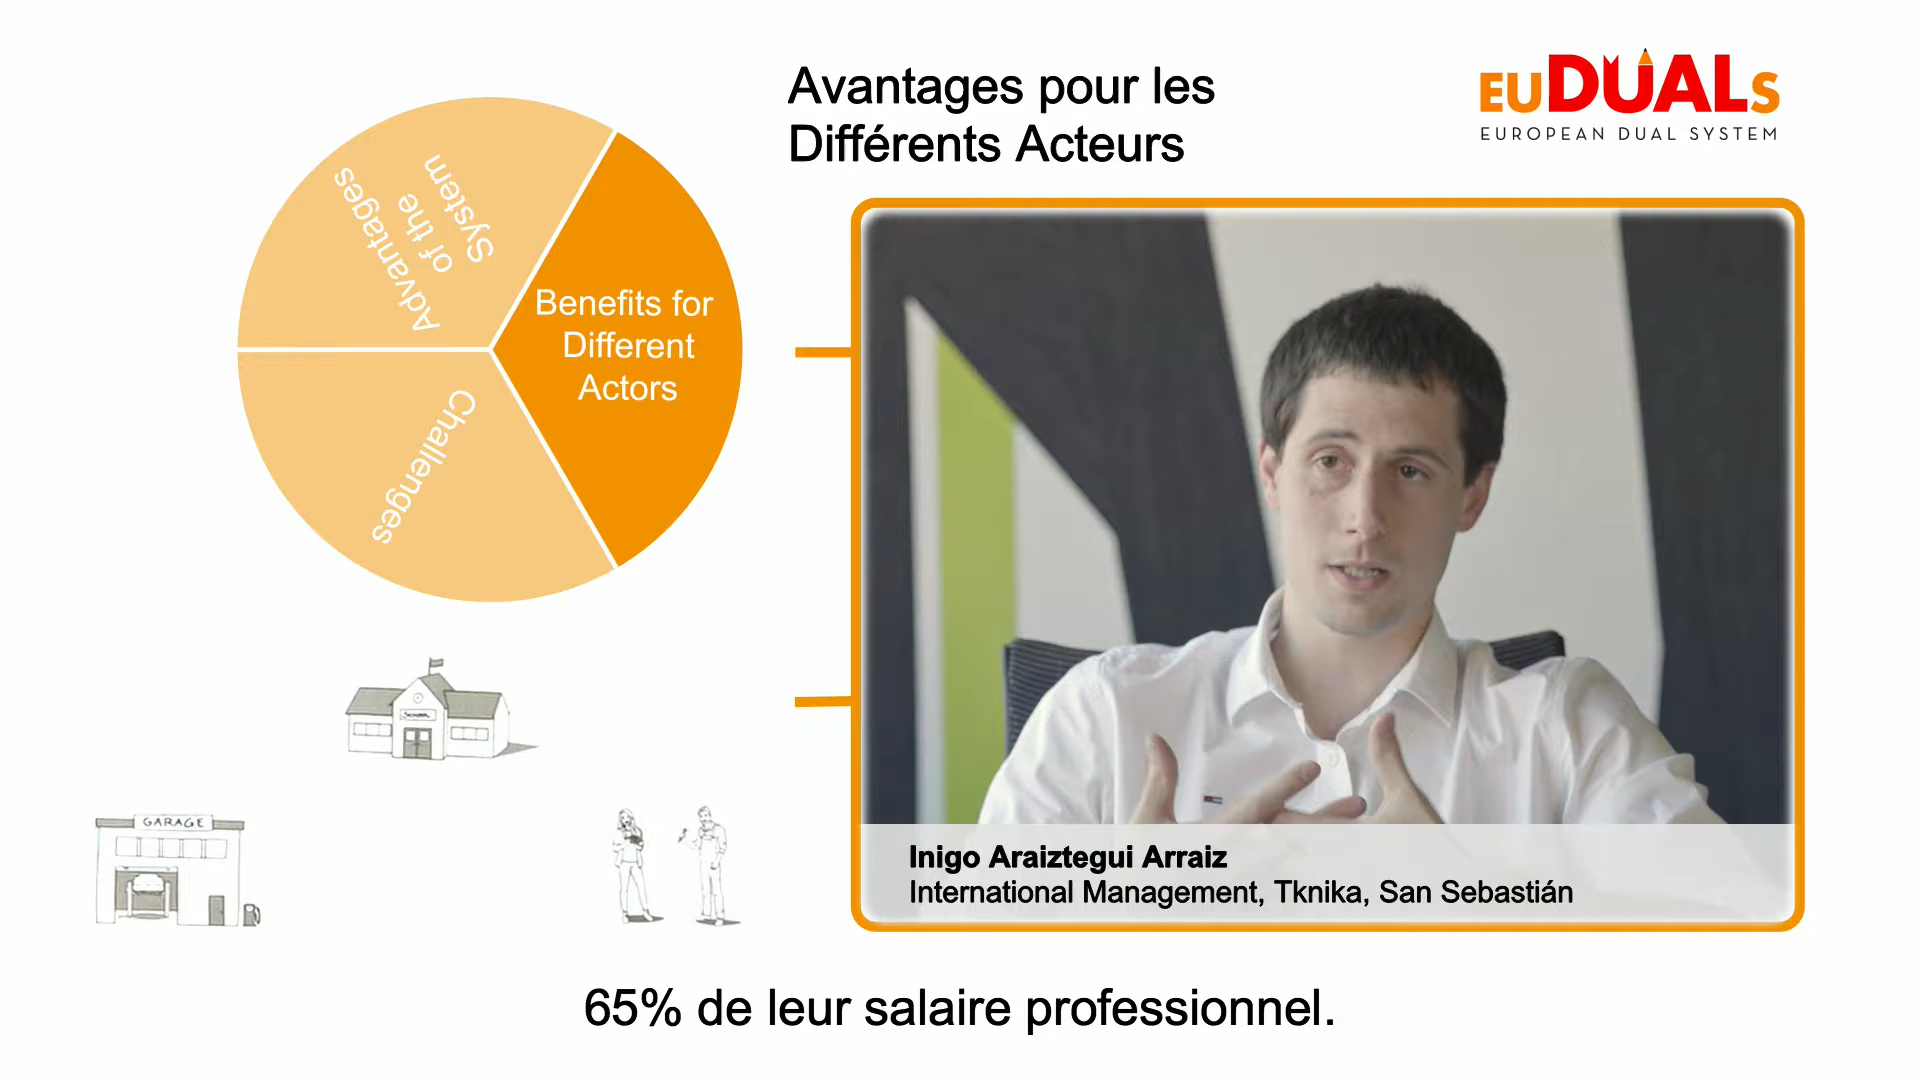 Avantages pour les
Différents Acteurs
EUDUALS
EUROPEAN DUAL SYSTEM
Advantages
of the
System
Benefits for
Different
Actors
Challenges
SCHOOL
GARAGE
Inigo Araiztegui Arraiz
International Management, Tknika, San Sebastián
65% de leur salaire professionnel.